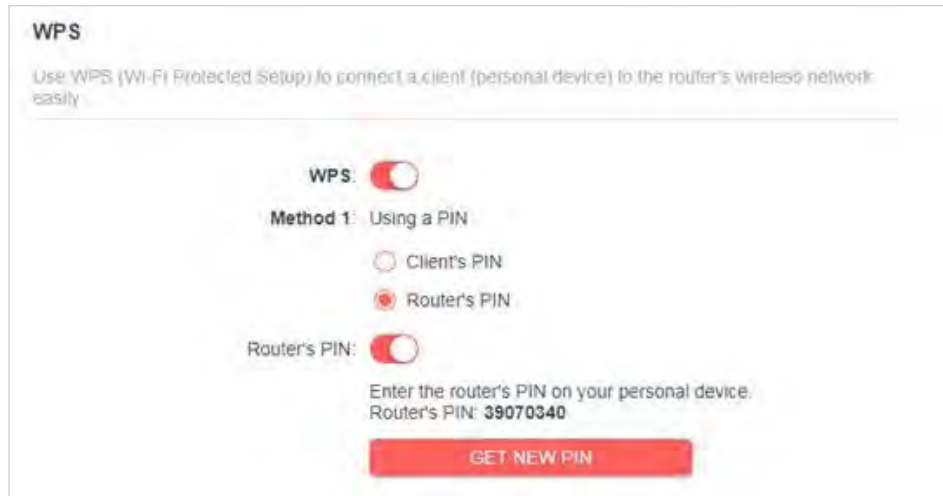 WPS
Use WPS (Wi-Fi Protected Setup) to connect a client (personal device) to the router's wireless network
easily
WPS:
Method 1: Using a PIN
Client's PIN
Router's PIN
Router's PIN:
Enter the router's PIN on your personal device.
Router's PIN: 39070340
GET NEW PIN